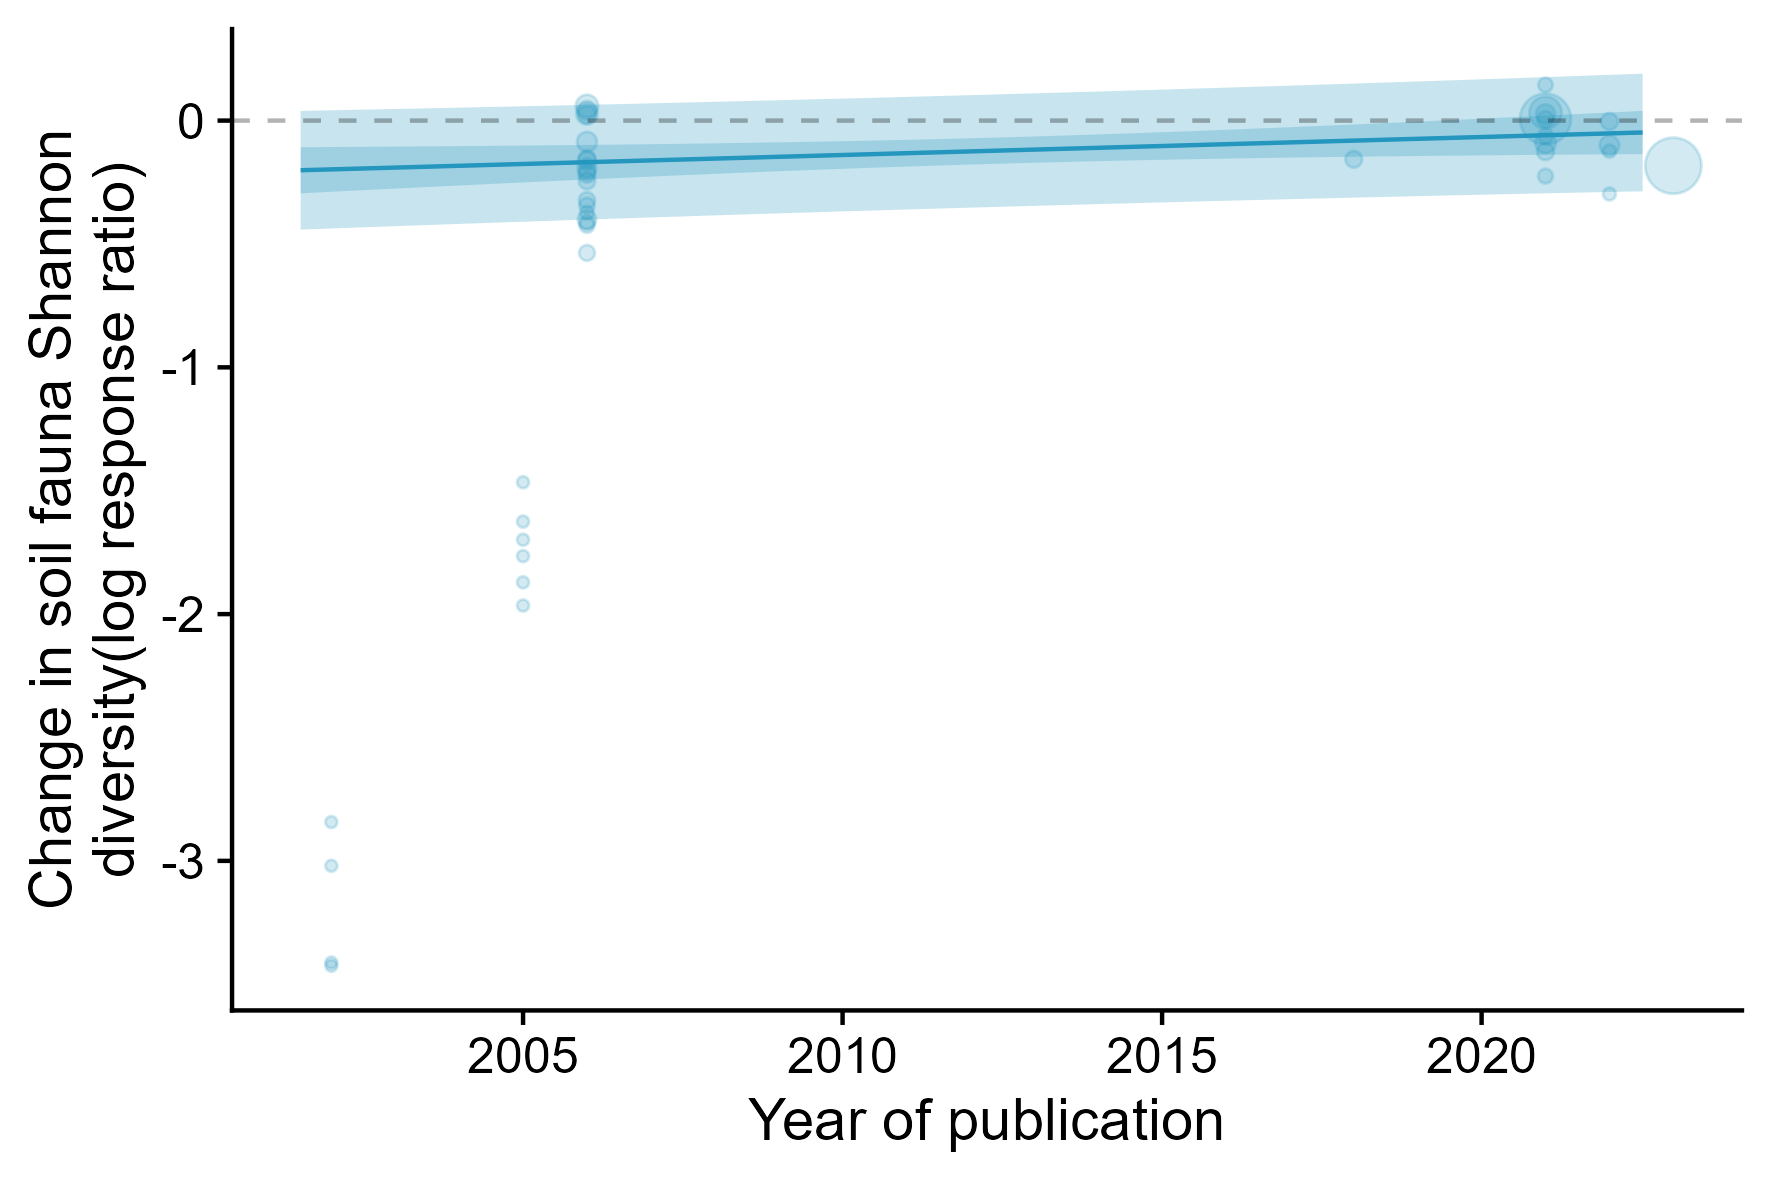 Change in soil fauna Shannon
diversity(log response ratio)
0
-1
-2
-3
2005 2010 2015 2020
Year of publication